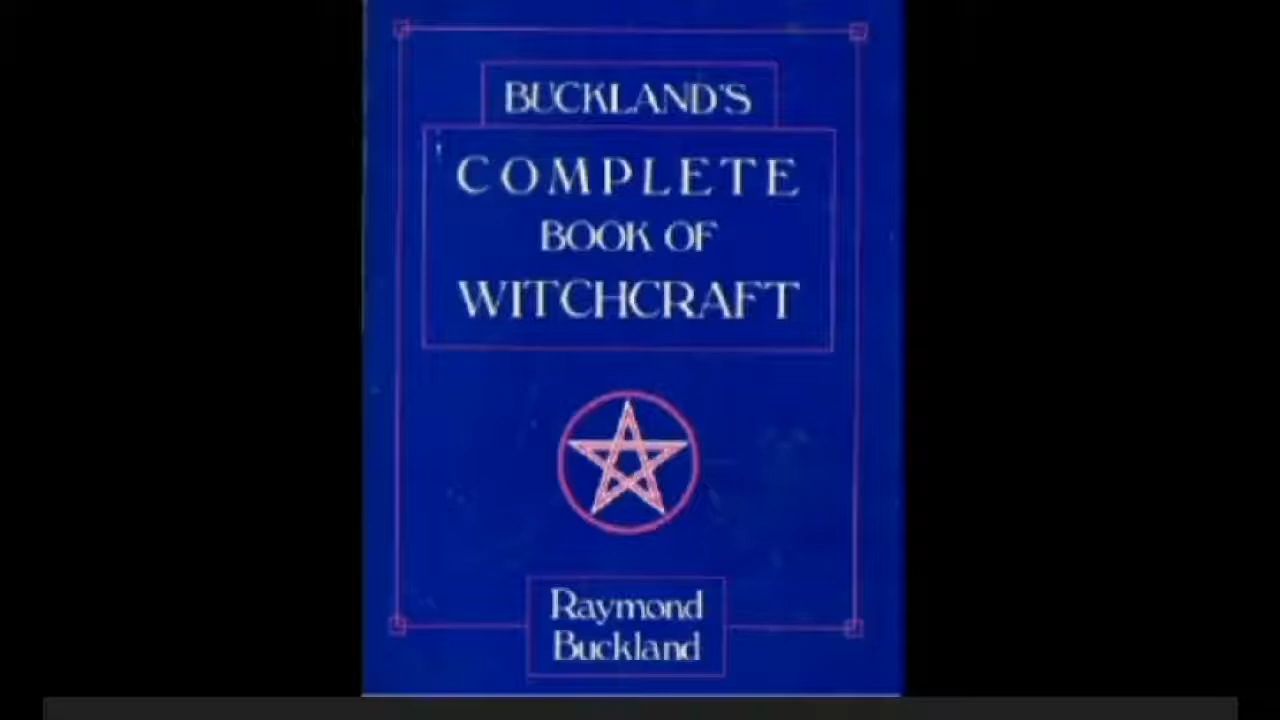 BUCKLAND'S
COMPLETE
BOOK OF
WITCHCRAFT
Raymond
Buckland